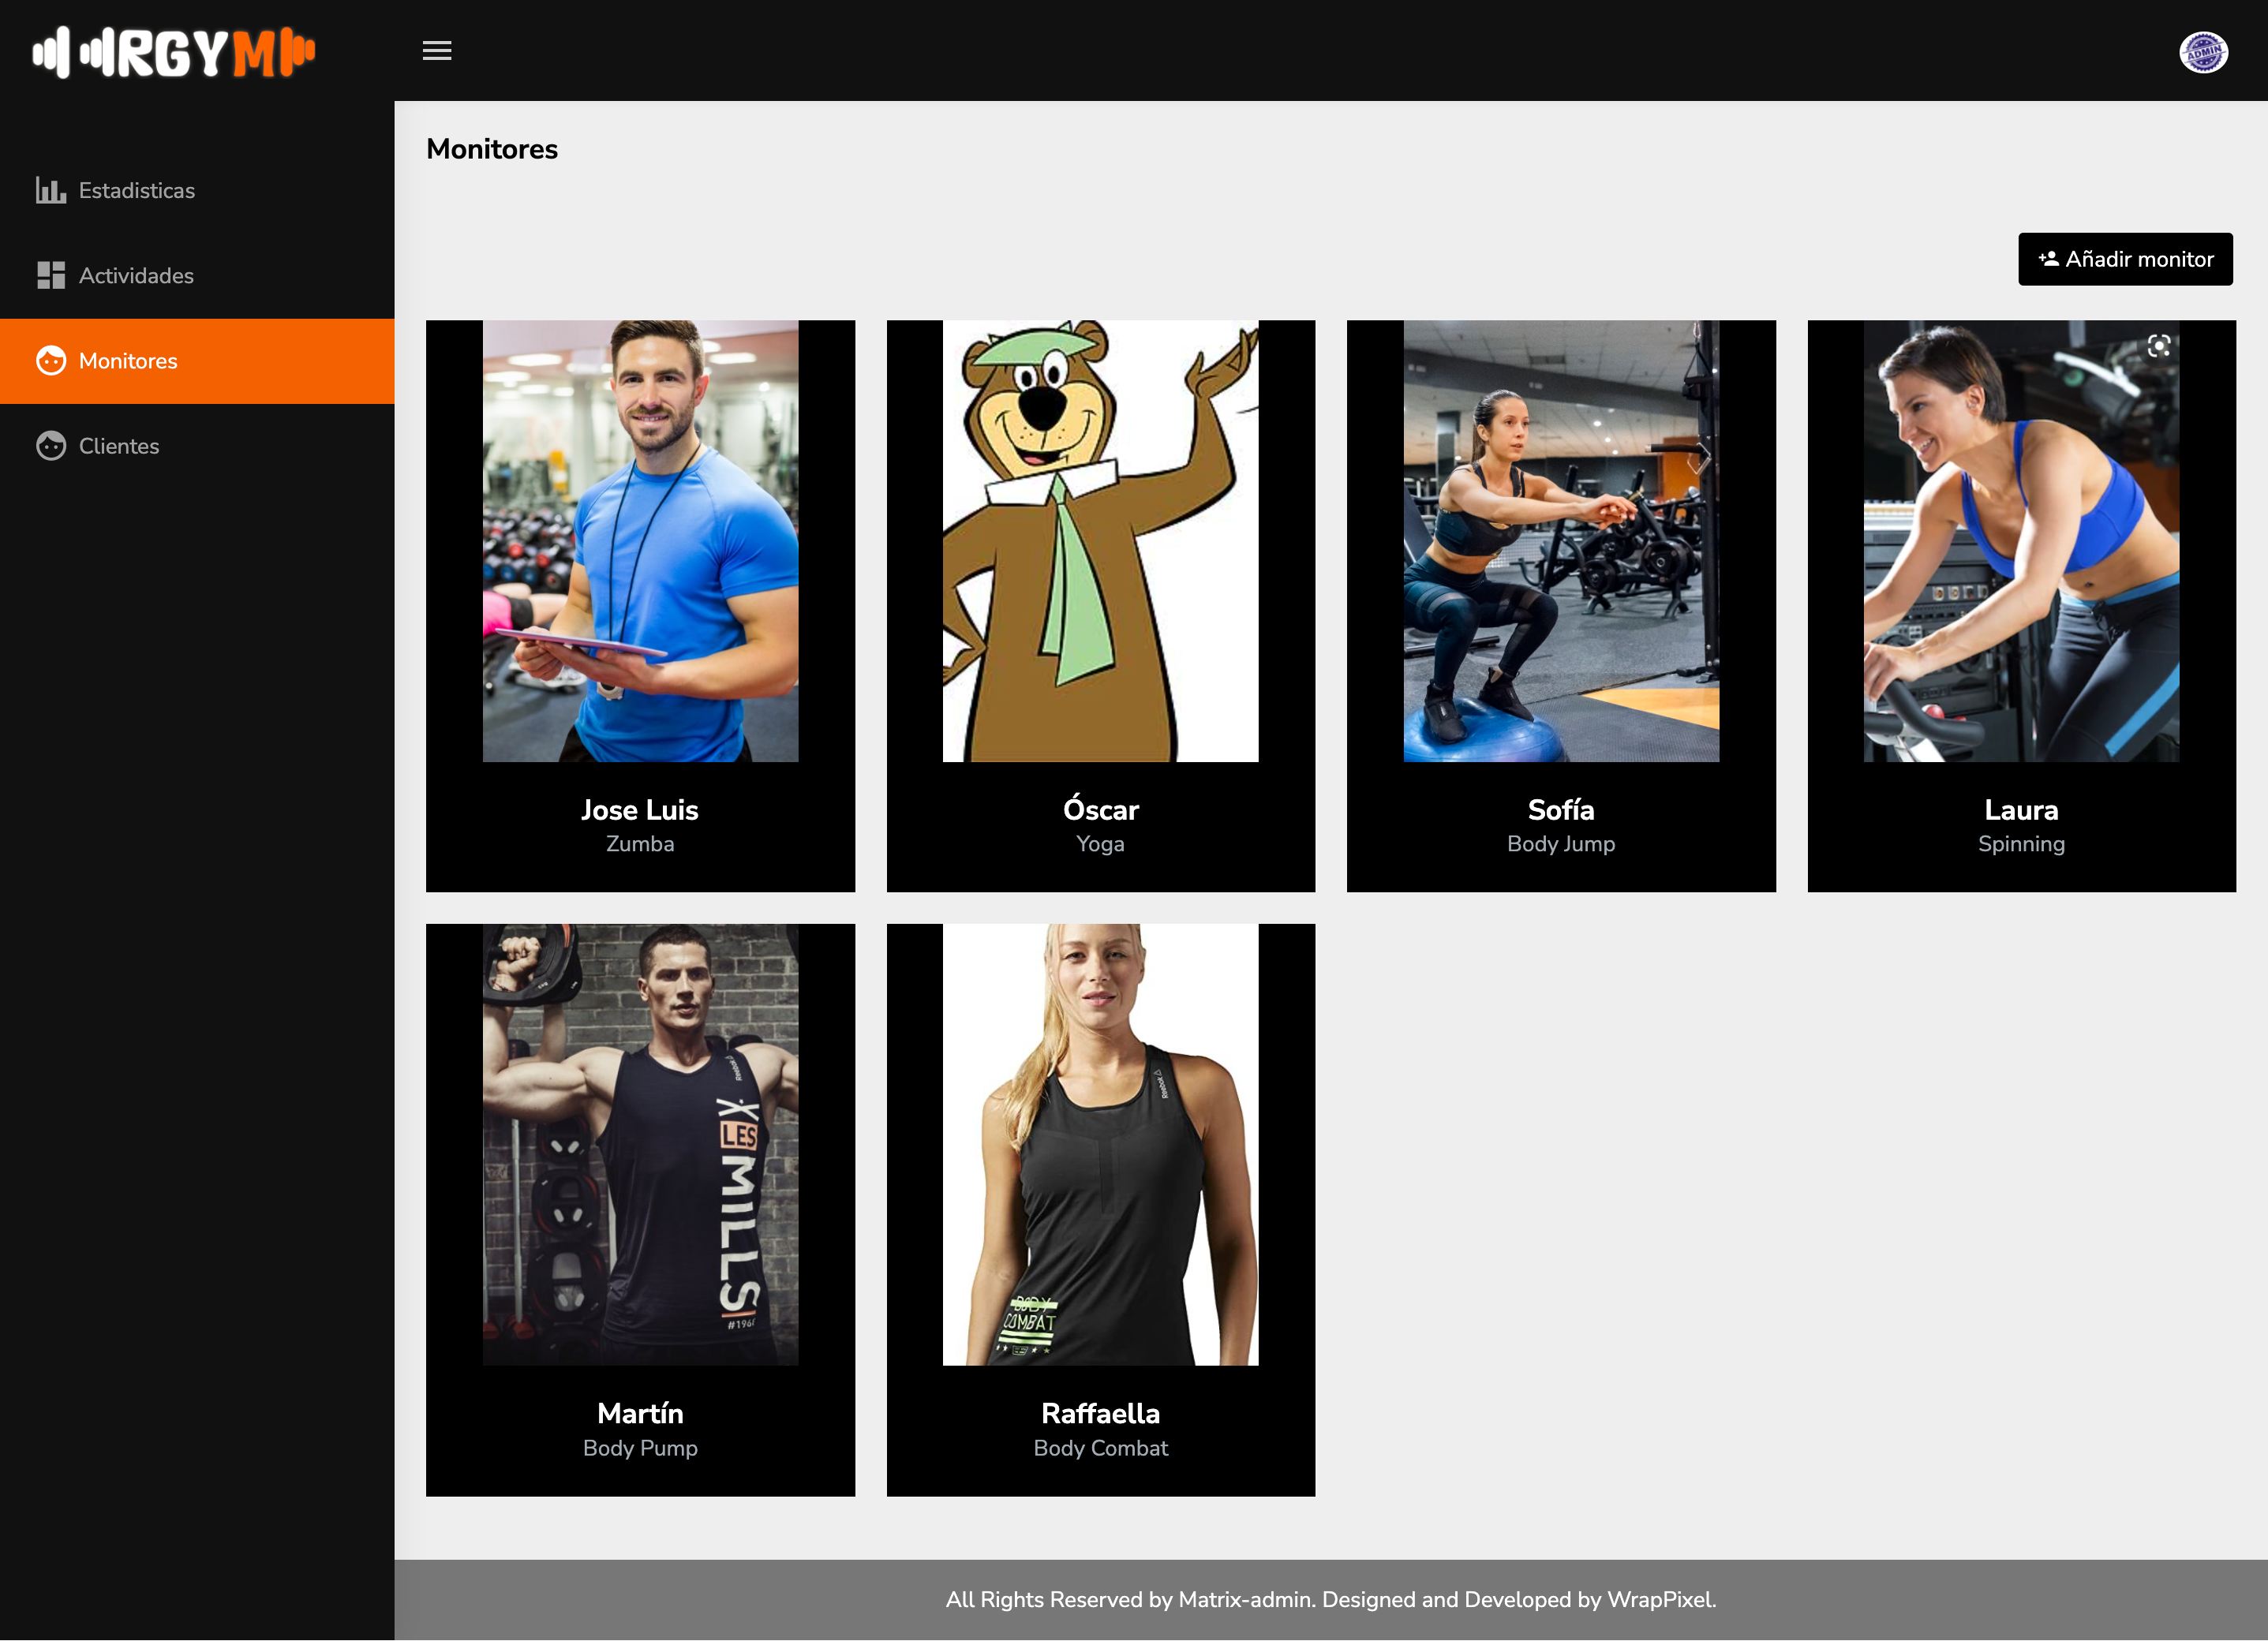 RGYM
ADMIN
Estadisticas
Actividades
Monitores
Clientes
Monitores
Añadir monitor
Jose Luis
Zumba
Óscar
Yoga
Sofía
Body Jump
Laura
Spinning
Reebok
LES
MILLS
Martín
Body Pump
Reebok
BODY
COMBAT
Raffaella
Body Combat
All Rights Reserved by Matrix-admin. Designed and Developed by WrapPixel.